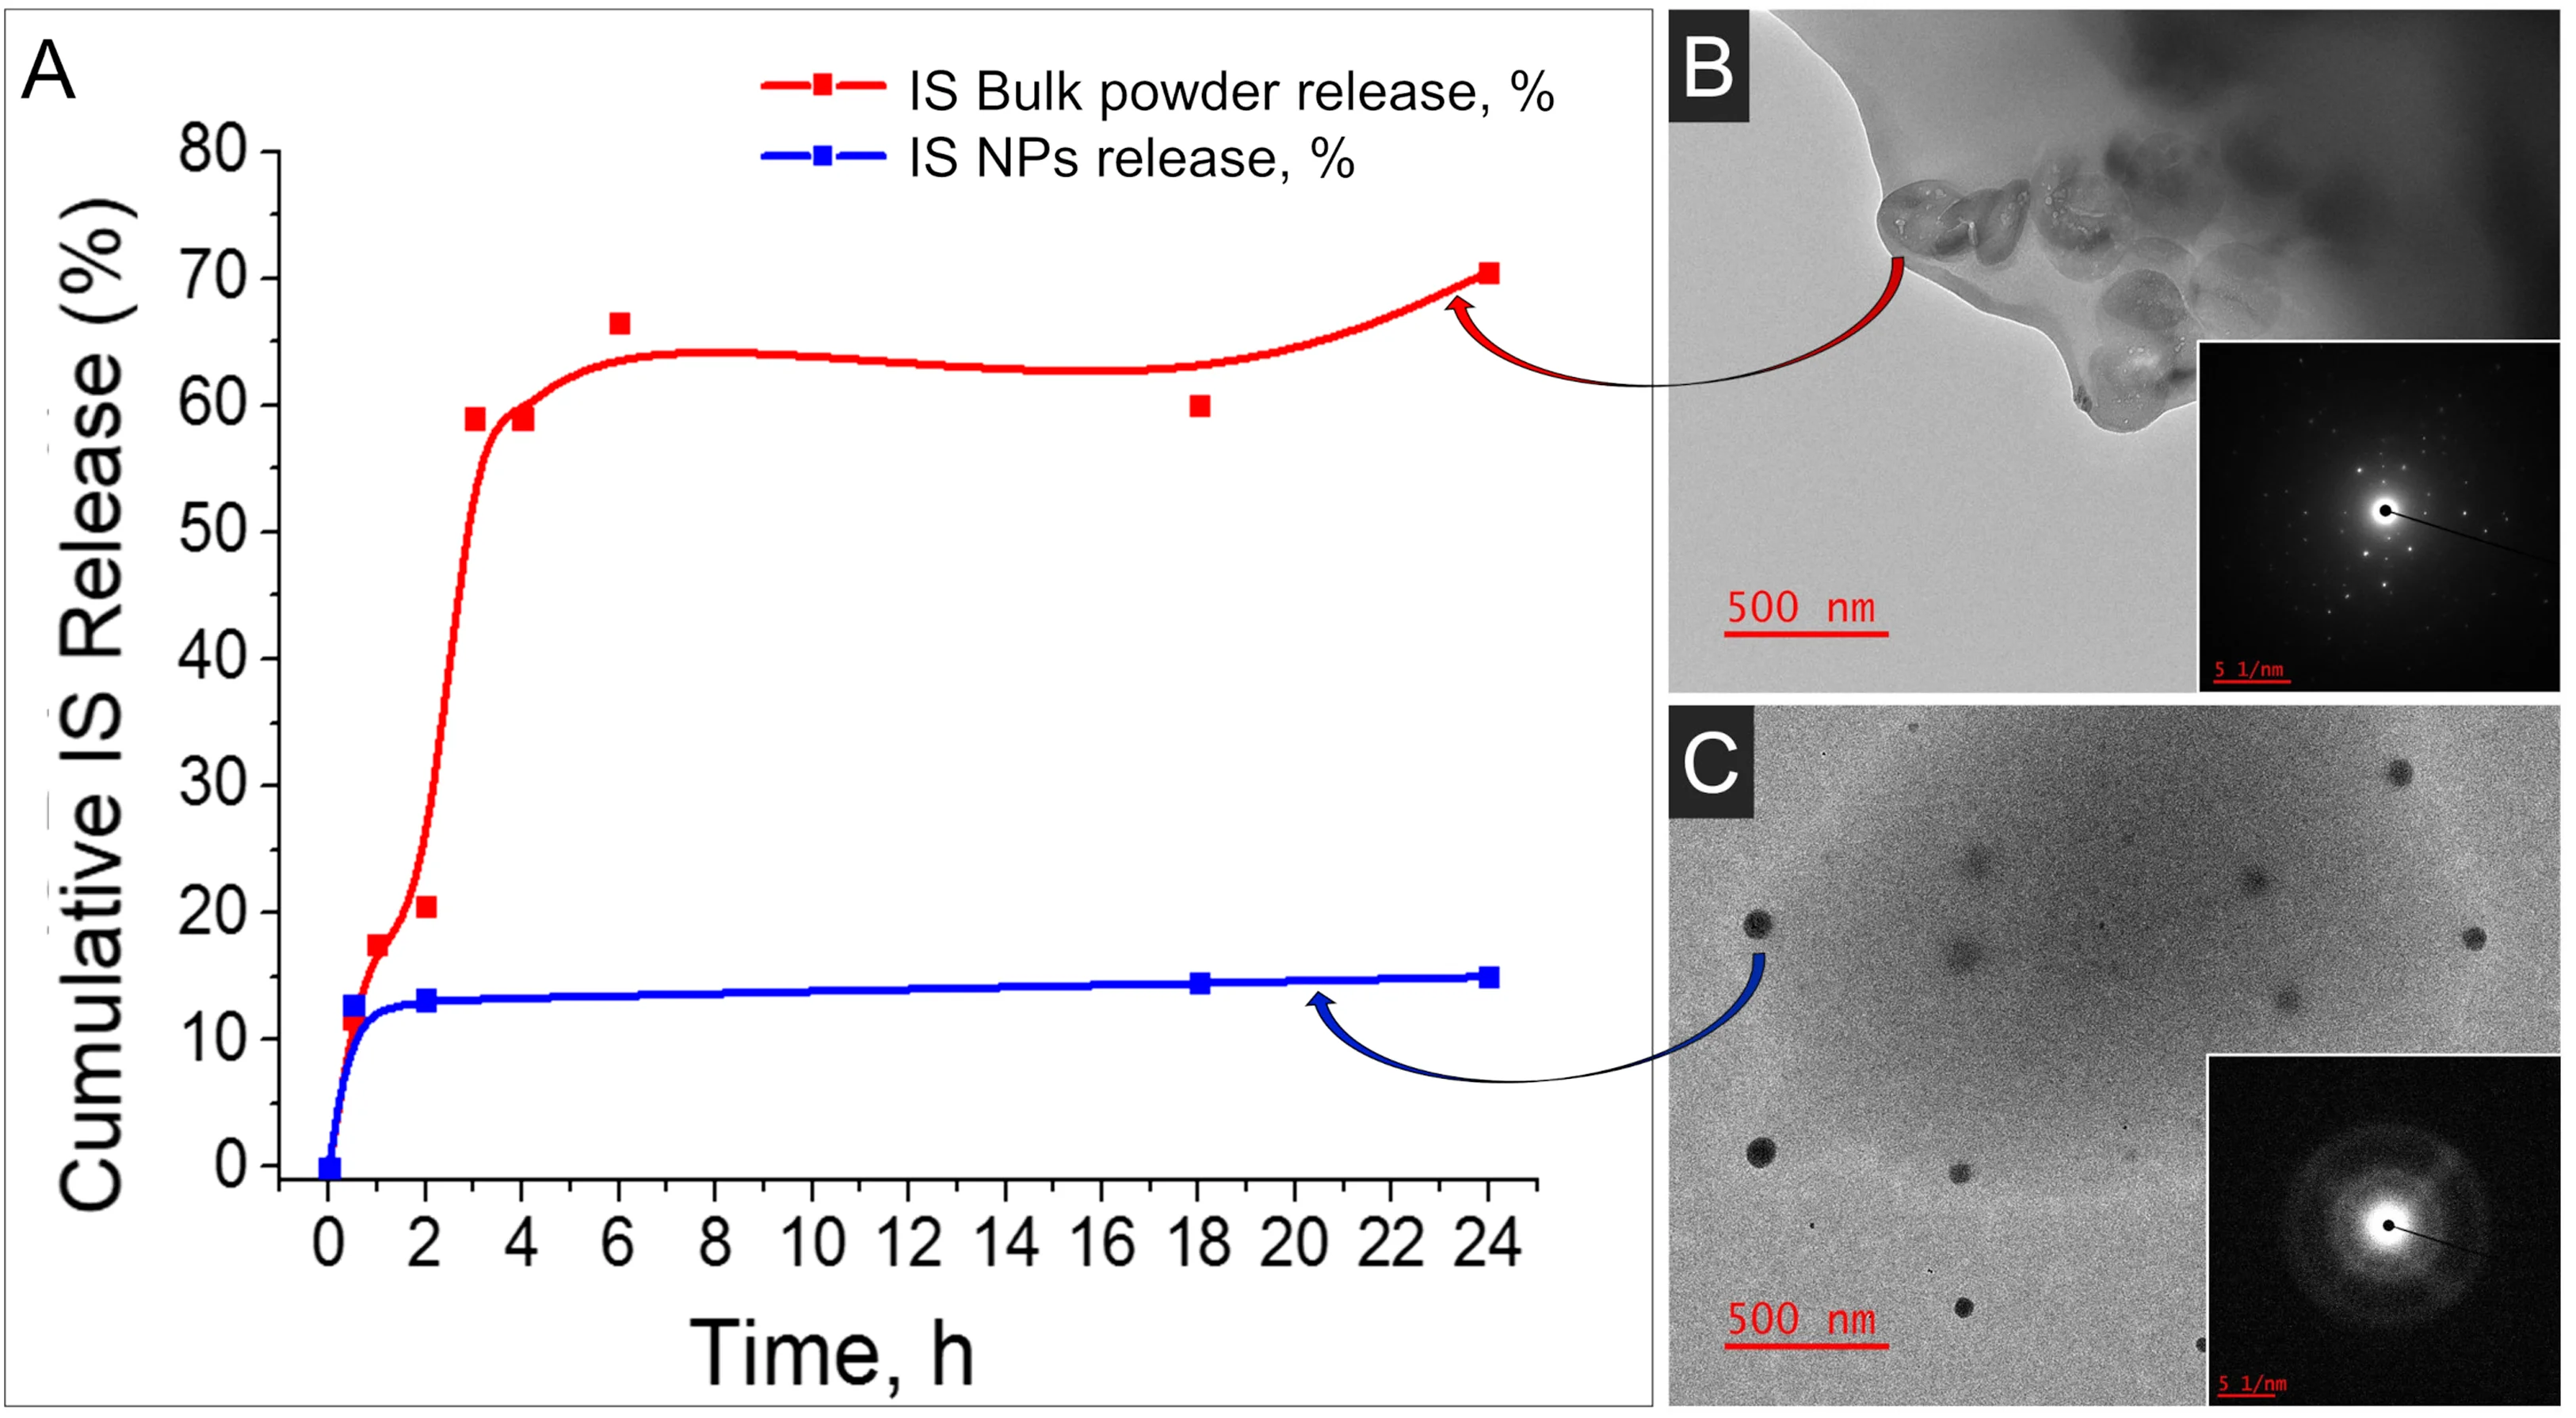 A
IS Bulk powder release, %
IS NPs release, %
Cumulative IS Release (%)
80
70
60
50
40
30
20
10
0
0 2 4 6 8 10 12 14 16 18 20 22 24
Time, h
B
500 nm
5 1/nm
C
500 nm
5 1/nm